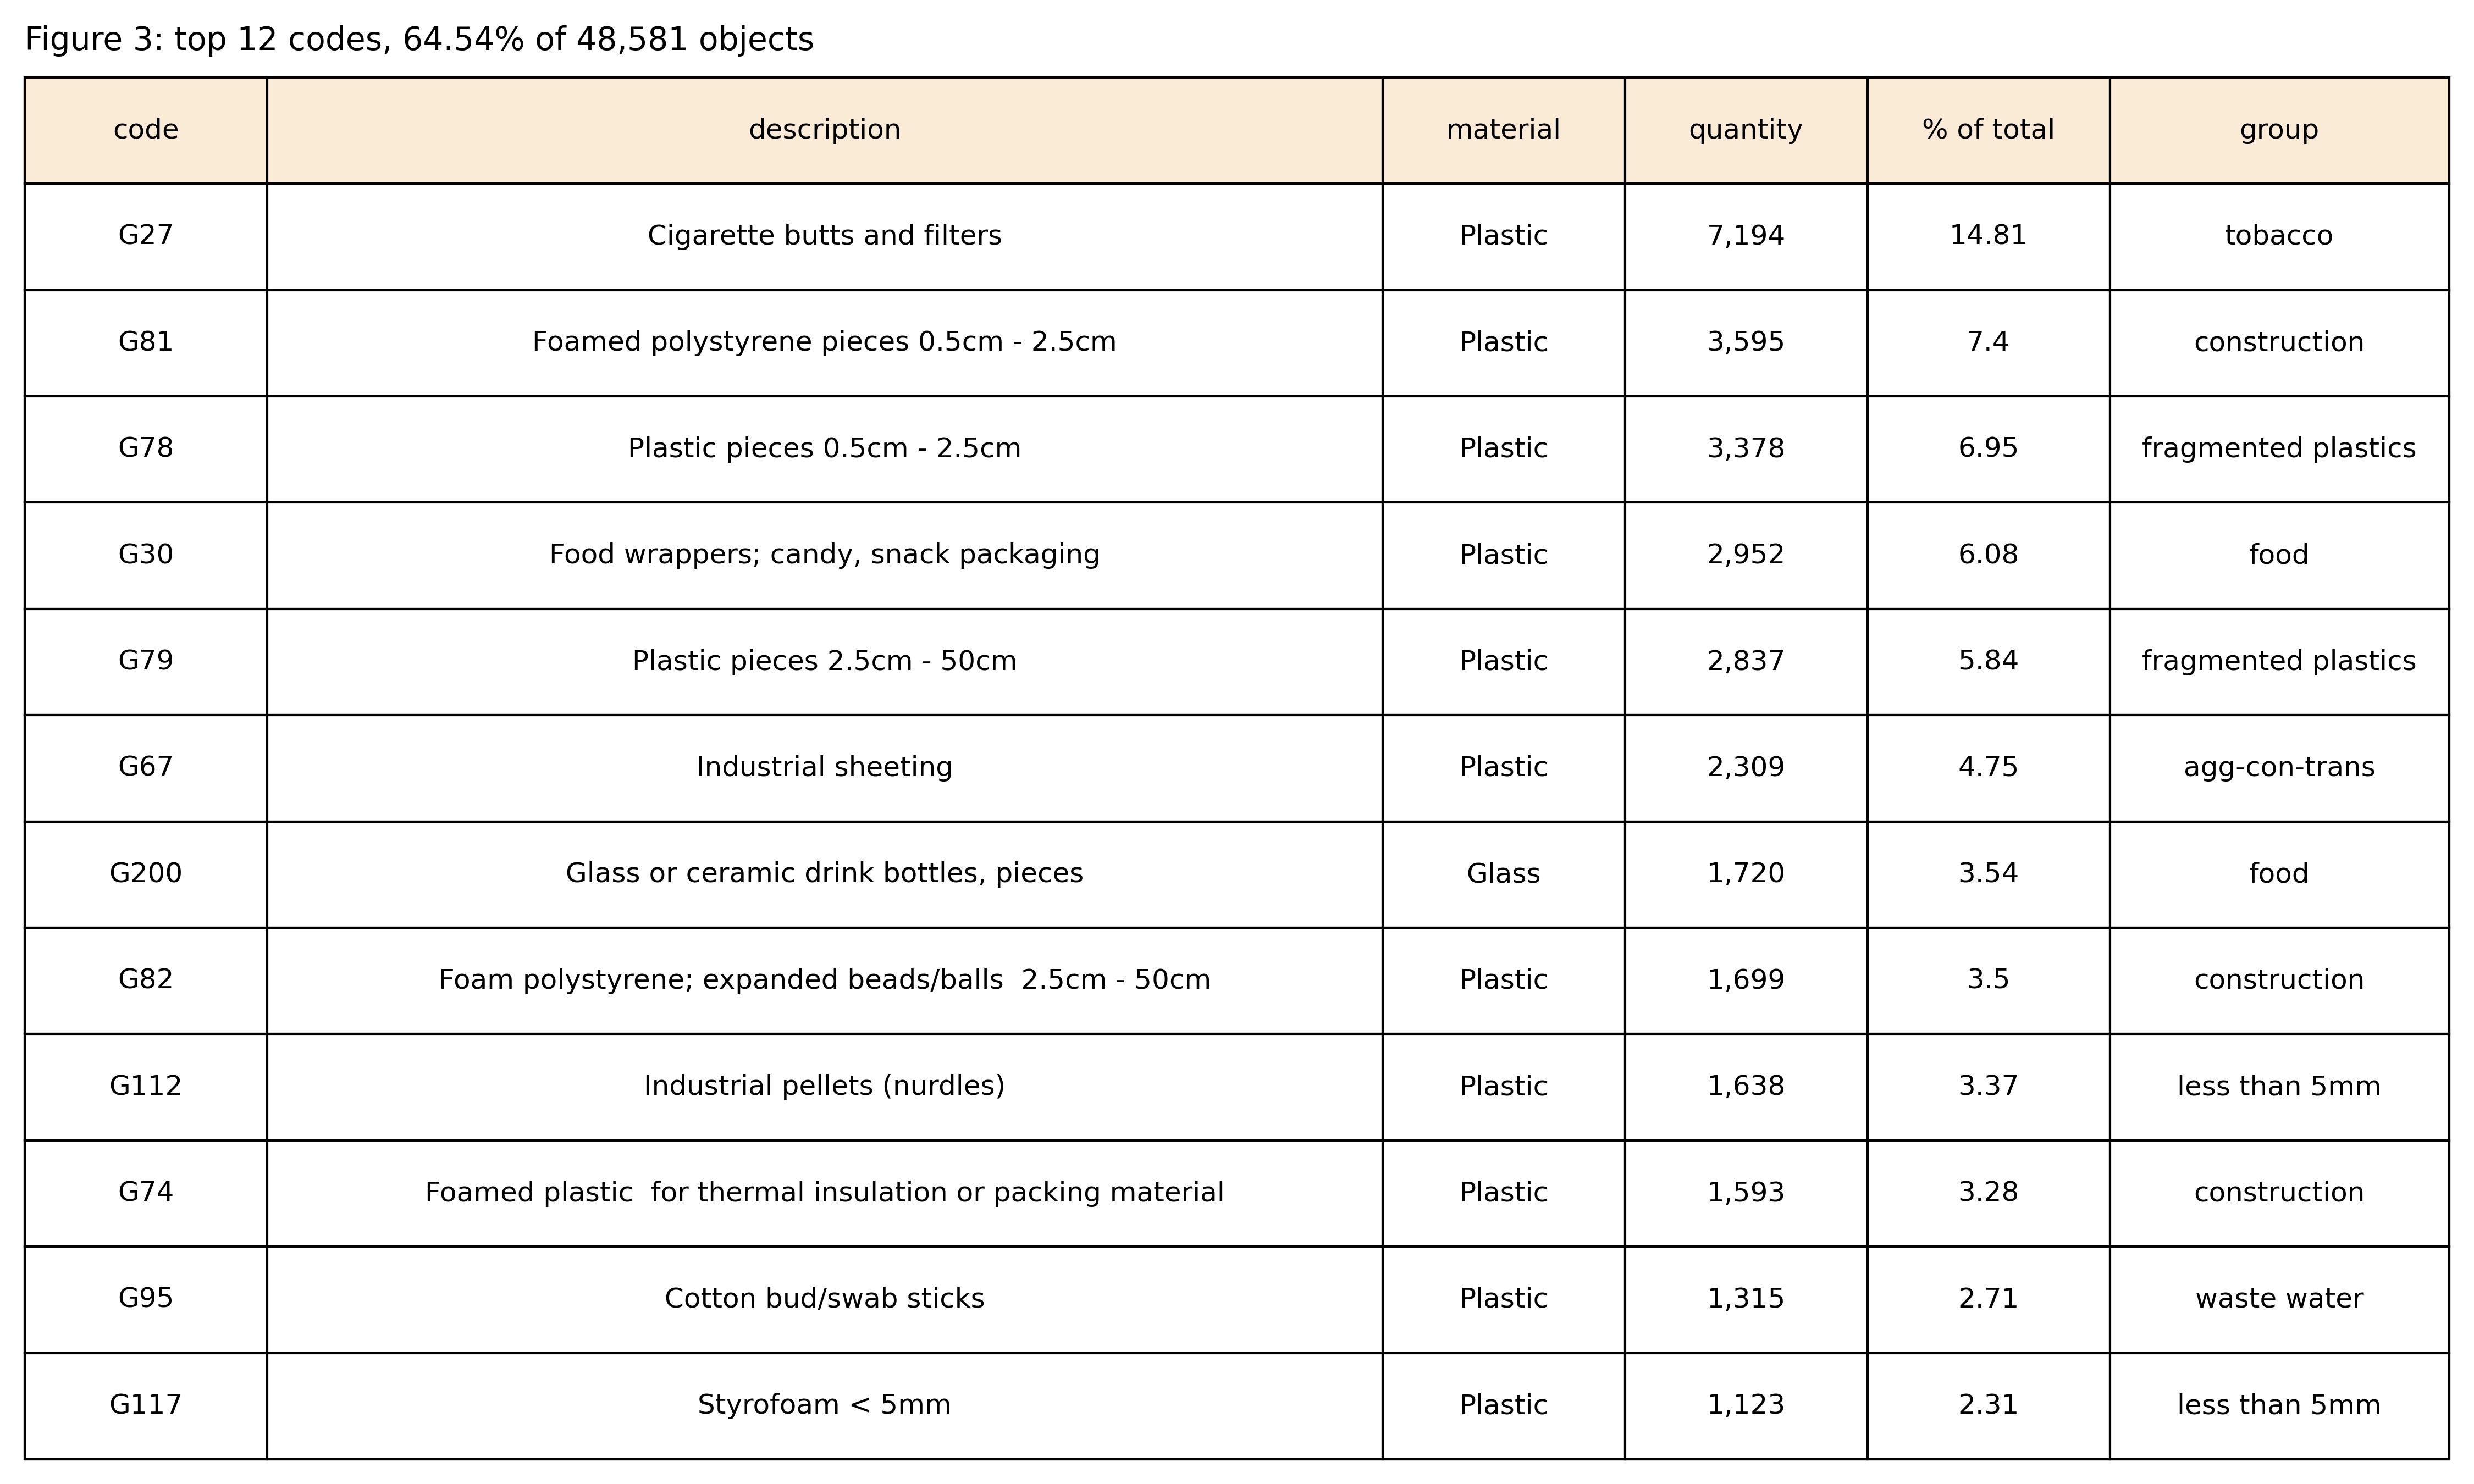 Figure 3: top 12 codes, 64.54% of 48,581 objects
code description material quantity % of total group
G27 Cigarette butts and filters Plastic 7,194 14.81 tobacco
G81 Foamed polystyrene pieces 0.5cm - 2.5cm Plastic 3,595 7.4 construction
G78 Plastic pieces 0.5cm - 2.5cm Plastic 3,378 6.95 fragmented plastics
G30 Food wrappers; candy, snack packaging Plastic 2,952 6.08 food
G79 Plastic pieces 2.5cm - 50cm Plastic 2,837 5.84 fragmented plastics
G67 Industrial sheeting Plastic 2,309 4.75 agg-con-trans
G200 Glass or ceramic drink bottles, pieces Glass 1,720 3.54 food
G82 Foam polystyrene; expanded beads/balls  2.5cm - 50cm Plastic 1,699 3.5 construction
G112 Industrial pellets (nurdles) Plastic 1,638 3.37 less than 5mm
G74 Foamed plastic  for thermal insulation or packing material Plastic 1,593 3.28 construction
G95 Cotton bud/swab sticks Plastic 1,315 2.71 waste water
G117 Styrofoam < 5mm Plastic 1,123 2.31 less than 5mm